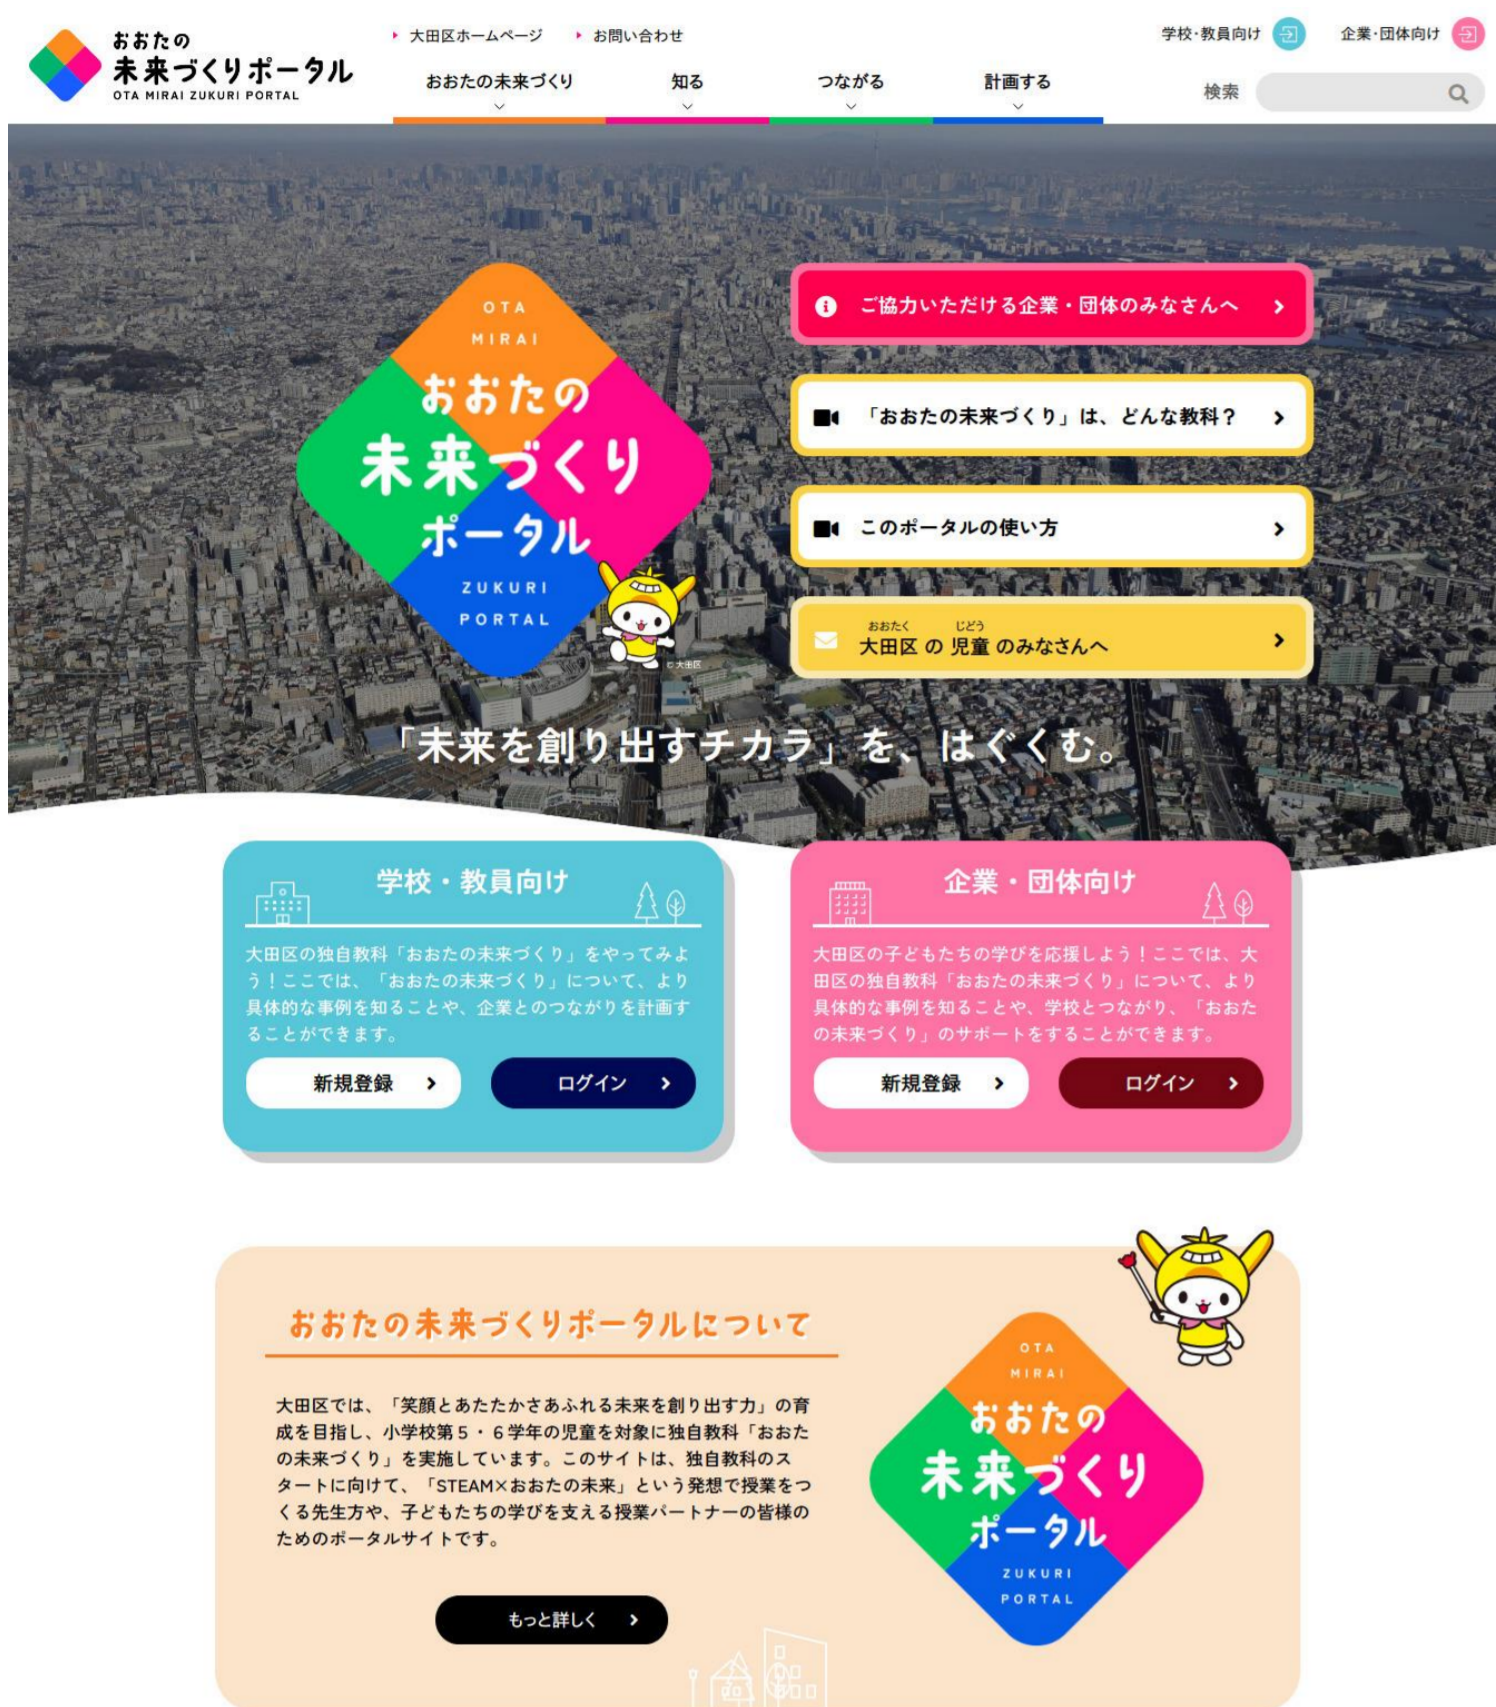 おおたの
未来づくりポータル
OTA MIRAI ZUKURI PORTAL
大田区ホームページ
お問い合わせ
学校・教員向け
企業・団体向け
おおたの未来づくり
知る
つながる
計画する
検索
OTA
MIRAI
おおたの
未来づくり
ポータル
ZUKURI
PORTAL
© 大田区
ご協力いただける企業・団体のみなさんへ
「おおたの未来づくり」は、どんな教科？
このポータルの使い方
おおたく じどう
大田区 の 児童 のみなさんへ
「未来を創り出すチカラ」を、はぐくむ。
学校・教員向け
大田区の独自教科「おおたの未来づくり」をやってみよ
う！ここでは、「おおたの未来づくり」について、より
具体的な事例を知ることや、企業とのつながりを計画す
ることができます。
新規登録
ログイン
企業・団体向け
大田区の子どもたちの学びを応援しよう！ここでは、大
田区の独自教科「おおたの未来づくり」について、より
具体的な事例を知ることや、学校とつながり、「おおた
の未来づくり」のサポートをすることができます。
新規登録
ログイン
おおたの未来づくりポータルについて
大田区では、「笑顔とあたたかさあふれる未来を創り出す力」の育
成を目指し、小学校第５・６学年の児童を対象に独自教科「おおた
の未来づくり」を実施しています。このサイトは、独自教科のス
タートに向けて、「STEAM×おおたの未来」という発想で授業をつ
くる先生方や、子どもたちの学びを支える授業パートナーの皆様の
ためのポータルサイトです。
もっと詳しく
OTA
MIRAI
おおたの
未来づくり
ポータル
ZUKURI
PORTAL